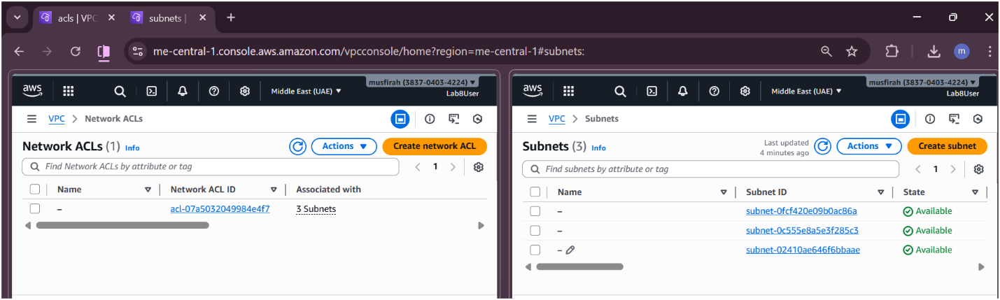 acls | VPC
subnets |
me-central-1.console.aws.amazon.com/vpcconsole/home?region=me-central-1#subnets:
m
aws
Middle East (UAE)
musfirah (3837-0403-4224)
Lab8User
VPC > Network ACLs
Network ACLs (1) Info
Actions
Create network ACL
Find Network ACLs by attribute or tag
1
Name
Network ACL ID
Associated with
–
acl-07a5032049984e4f7
3 Subnets
aws
Middle East (UAE)
musfirah (3837-0403-4224)
Lab8User
VPC > Subnets
Subnets (3) Info
Last updated
4 minutes ago
Actions
Create subnet
Find subnets by attribute or tag
1
Name
Subnet ID
State
– subnet-0fcf420e09b0ac86a Available
– subnet-0c555e8a5e3f285c3 Available
– subnet-02410ae646f6bbaae Available